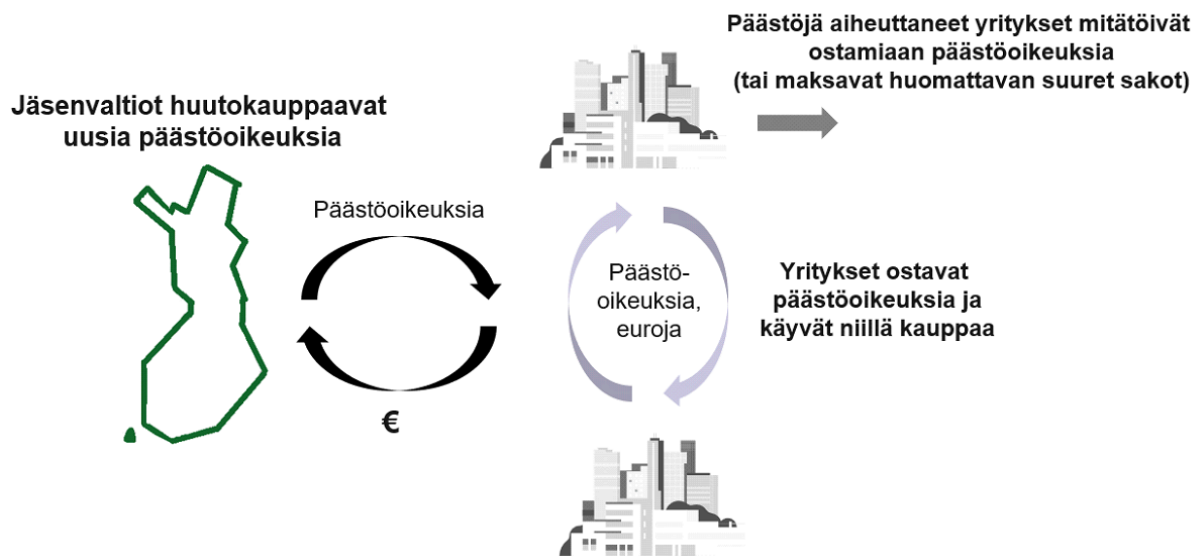 Jäsenvaltiot huutokauppaavat
uusia päästöoikeuksia
Päästöoikeuksia
€
Päästö-
oikeuksia,
euroja
Päästöjä aiheuttaneet yritykset mitätöivät
ostamiaan päästöoikeuksia
(tai maksavat huomattavan suuret sakot)
Yritykset ostavat
päästöoikeuksia ja
käyvät niillä kauppaa